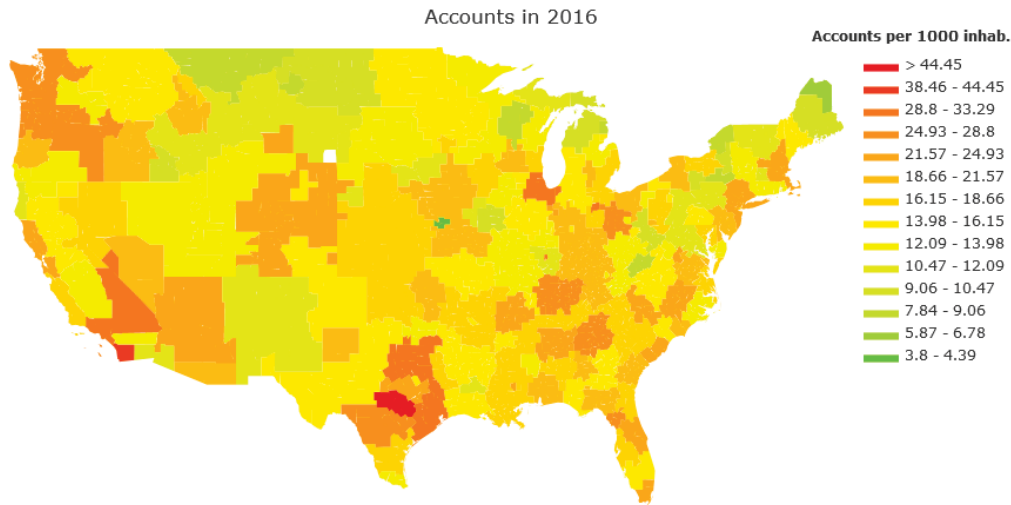 Accounts in 2016
Accounts per 1000 inhab.
> 44.45
38.46 - 44.45
28.8 - 33.29
24.93 - 28.8
21.57 - 24.93
18.66 - 21.57
16.15 - 18.66
13.98 - 16.15
12.09 - 13.98
10.47 - 12.09
9.06 - 10.47
7.84 - 9.06
5.87 - 6.78
3.8 - 4.39